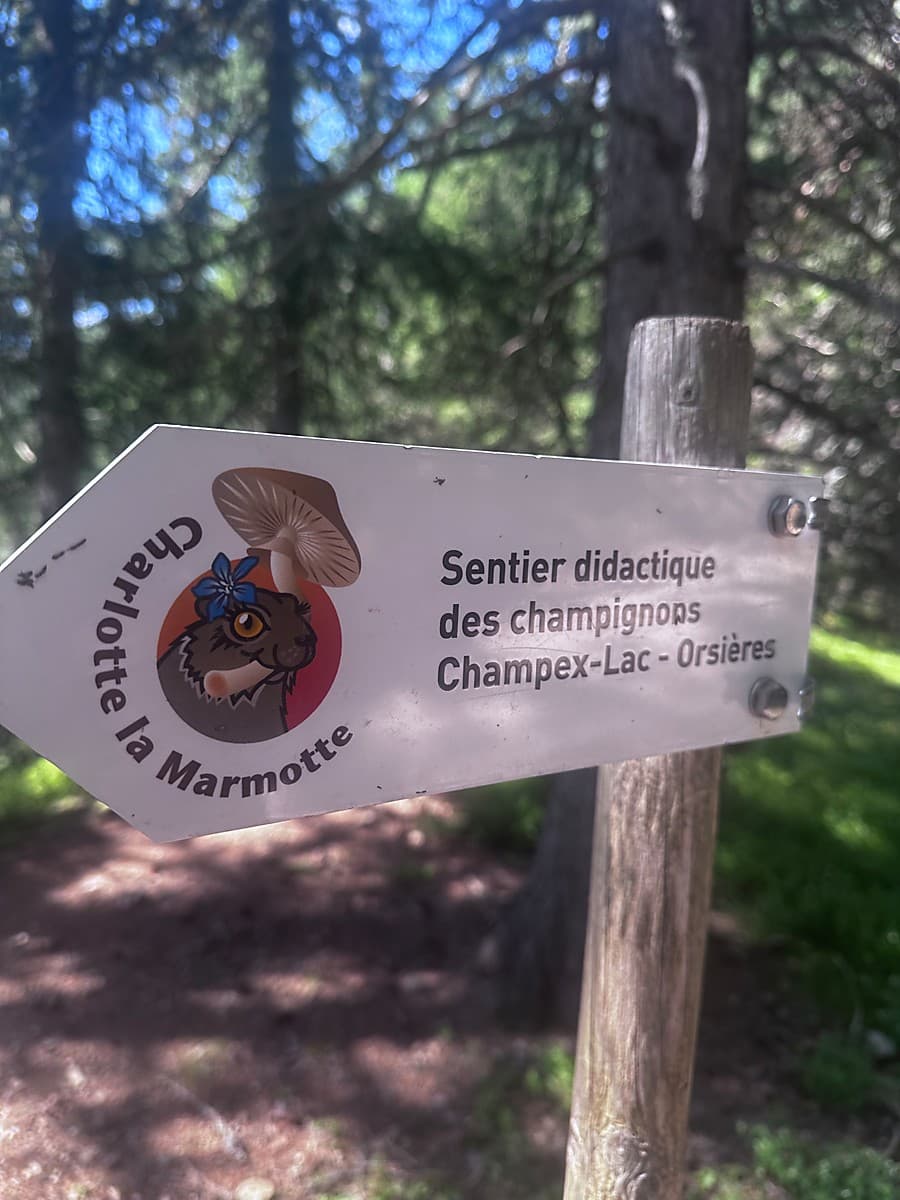 Charlotte la Marmotte
Sentier didactique
des champignons
Champex-Lac - Orsières